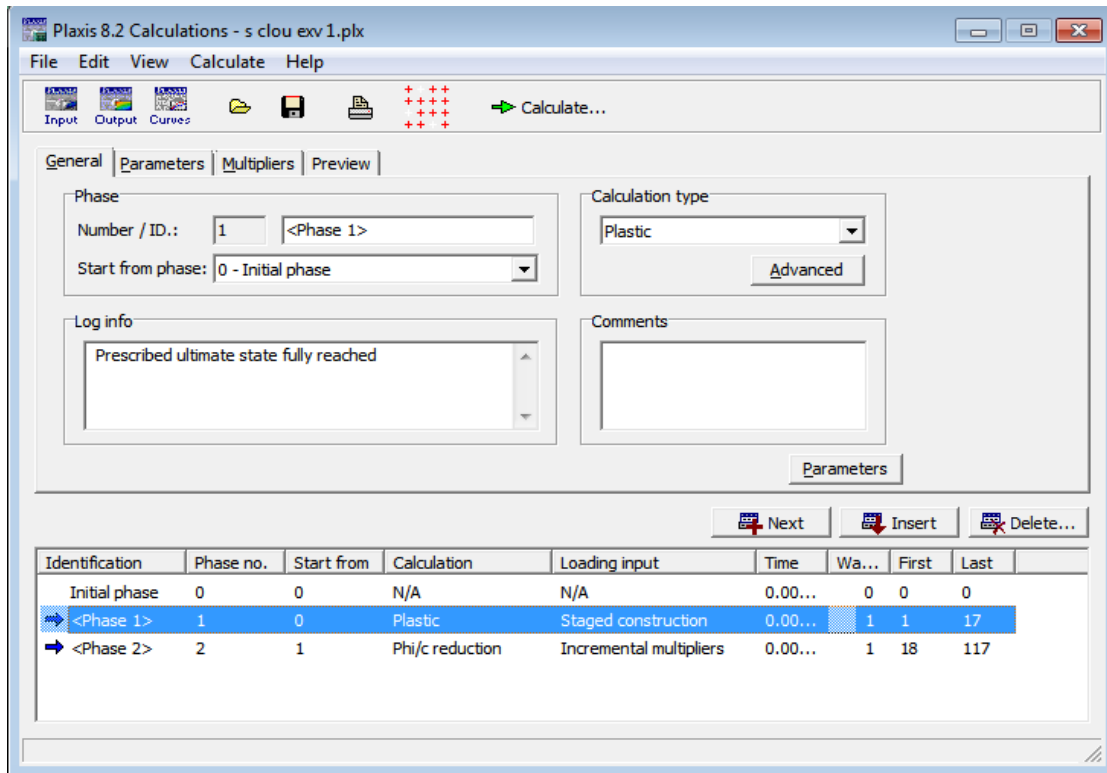 Plaxis 8.2 Calculations - s clou exv 1.plx
File Edit View Calculate Help
Input Output Curves Calculate...
General Parameters Multipliers Preview
Phase
Number / ID.: 1 <Phase 1>
Start from phase: 0 - Initial phase
Calculation type
Plastic
Advanced
Log info
Prescribed ultimate state fully reached
Comments
Parameters
Next Insert Delete...
Identification Phase no. Start from Calculation Loading input Time Wa... First Last
Initial phase 0 0 N/A N/A 0.00... 0 0 0
<Phase 1> 1 0 Plastic Staged construction 0.00... 1 1 17
<Phase 2> 2 1 Phi/c reduction Incremental multipliers 0.00... 1 18 117